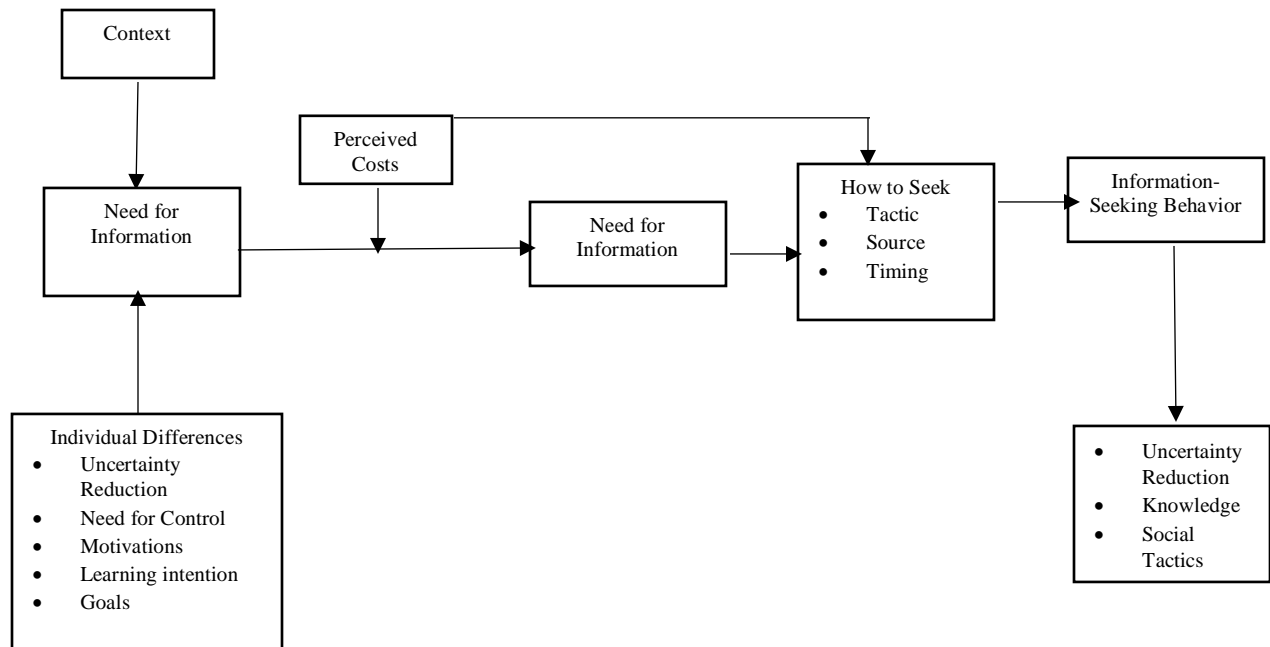 Context
Perceived
Costs
Need for
Information
Need for
Information
How to Seek
• Tactic
• Source
• Timing
Information-
Seeking Behavior
Individual Differences
• Uncertainty
Reduction
• Need for Control
• Motivations
• Learning intention
• Goals
• Uncertainty
Reduction
• Knowledge
• Social
Tactics